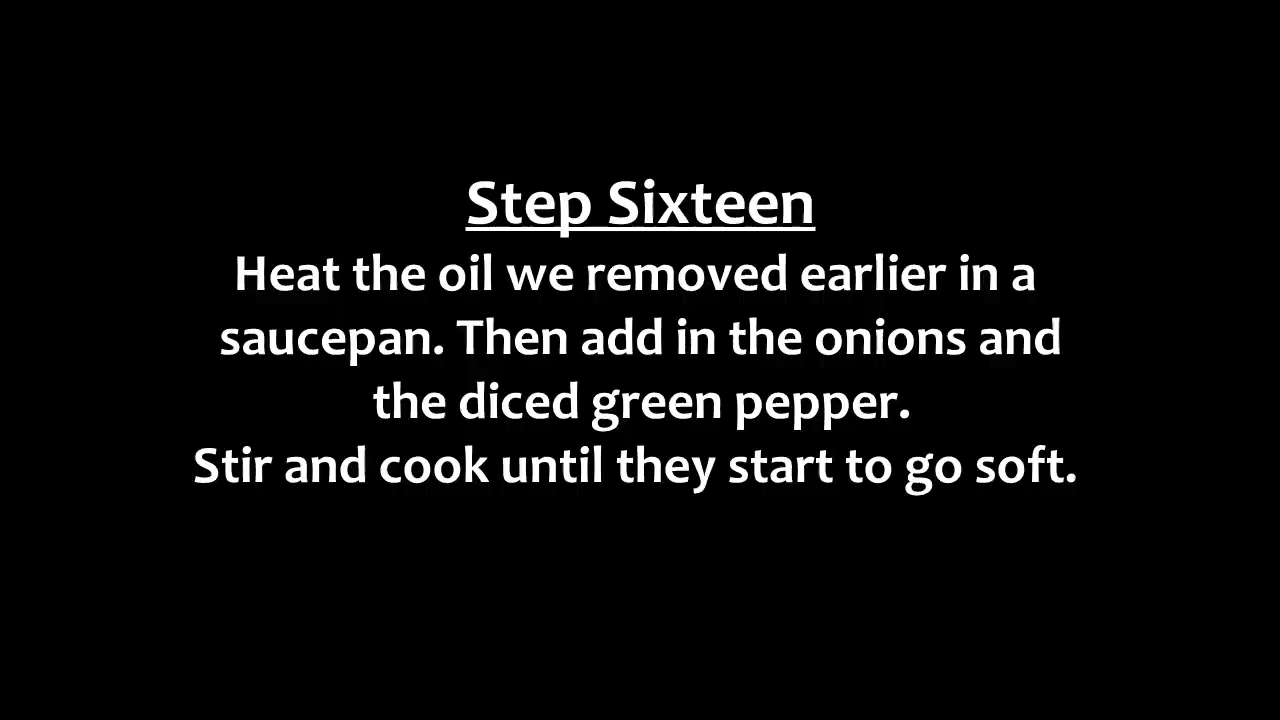 Step Sixteen
Heat the oil we removed earlier in a
saucepan. Then add in the onions and
the diced green pepper.
Stir and cook until they start to go soft.